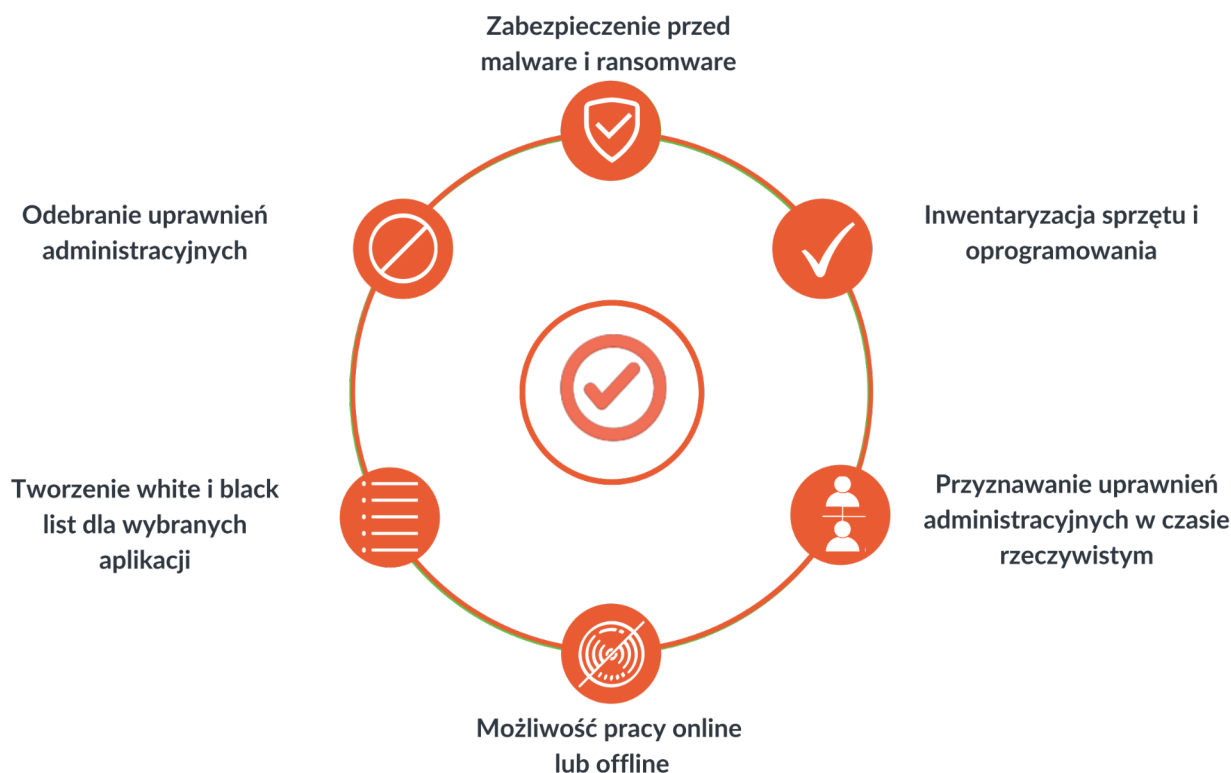 Zabezpieczenie przed
malware i ransomware
Odebranie uprawnień
administracyjnych
Inwentaryzacja sprzętu i
oprogramowania
Tworzenie white i black
list dla wybranych
aplikacji
Przyznawanie uprawnień
administracyjnych w czasie
rzeczywistym
Możliwość pracy online
lub offline